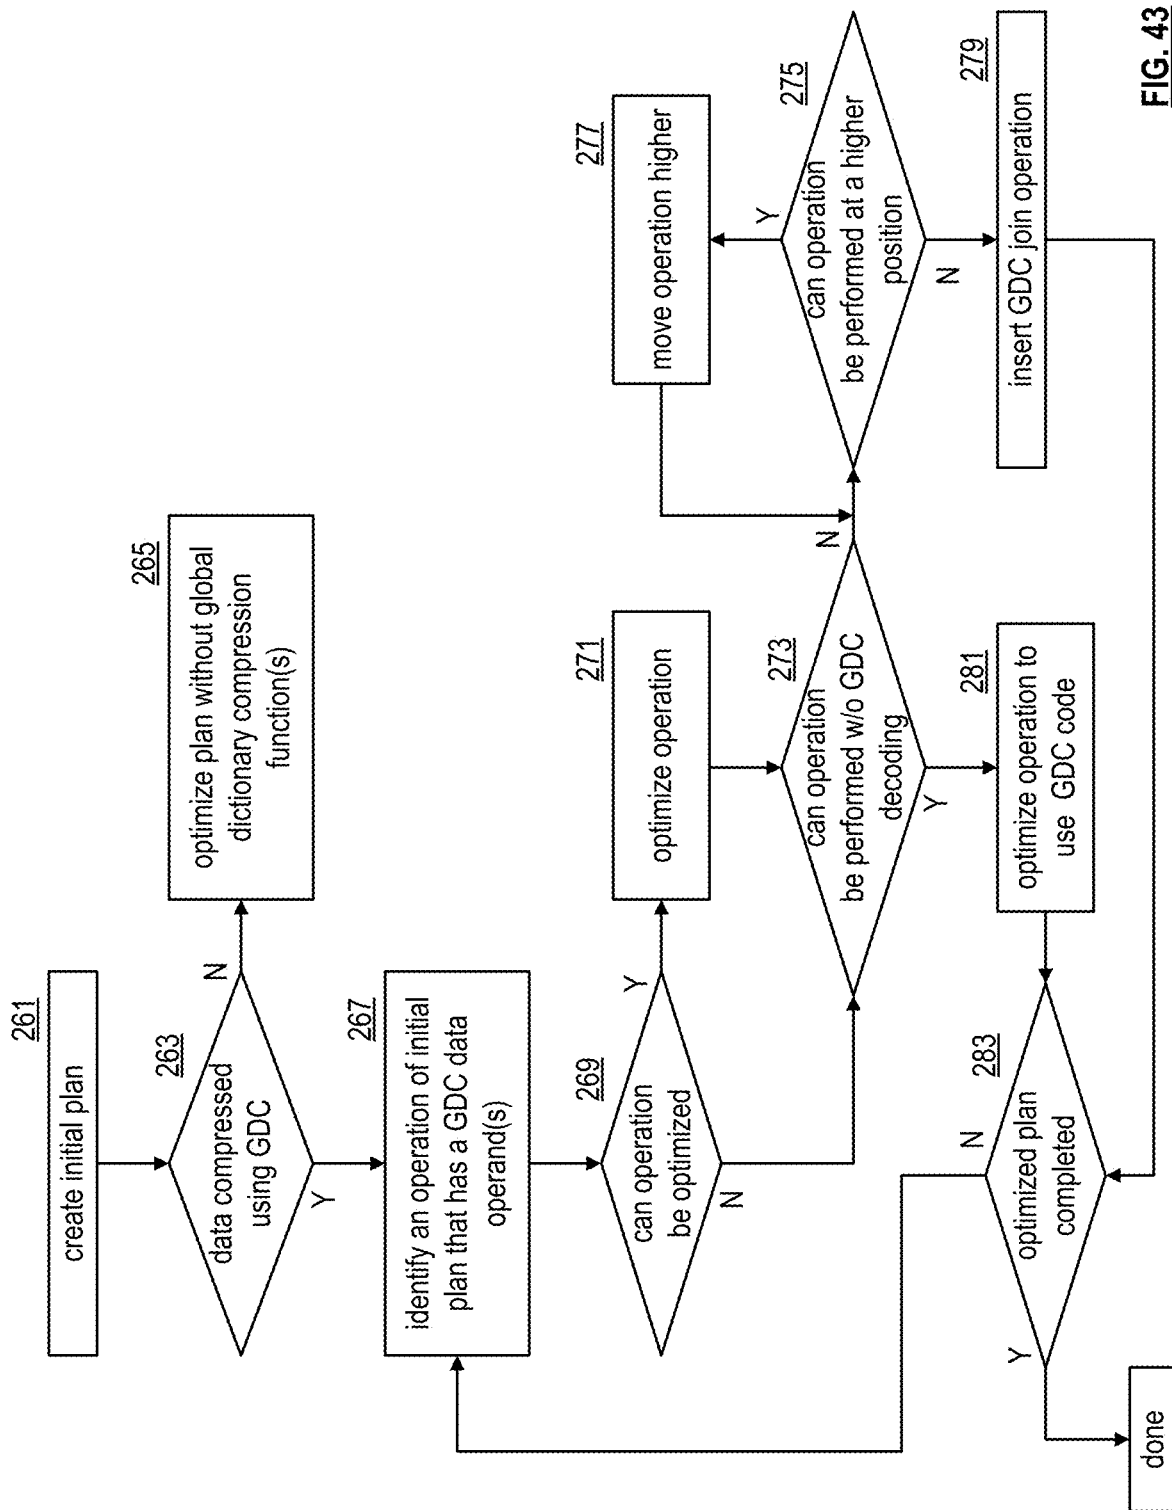 261
create initial plan
263
data compressed
using GDC
N
Y
265
optimize plan without global
dictionary compression
function(s)
267
identify an operation of initial
plan that has a GDC data
operand(s)
269
can operation
be optimized
Y
N
271
optimize operation
273
can operation
be performed w/o GDC
decoding
N
Y
277
move operation higher
275
can operation
be performed at a higher
position
Y
N
279
insert GDC join operation
281
optimize operation to
use GDC code
283
optimized plan
completed
N
Y
done
FIG. 43